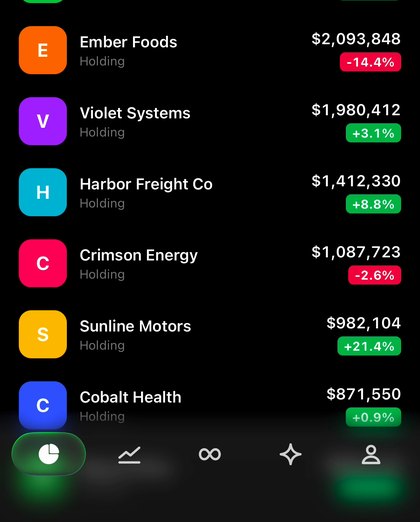 E
Ember Foods
$2,093,848
Holding
-14.4%
V
Violet Systems
$1,980,412
Holding
+3.1%
H
Harbor Freight Co
$1,412,330
Holding
+8.8%
C
Crimson Energy
$1,087,723
Holding
-2.6%
S
Sunline Motors
$982,104
Holding
+21.4%
C
Cobalt Health
$871,550
Holding
+0.9%